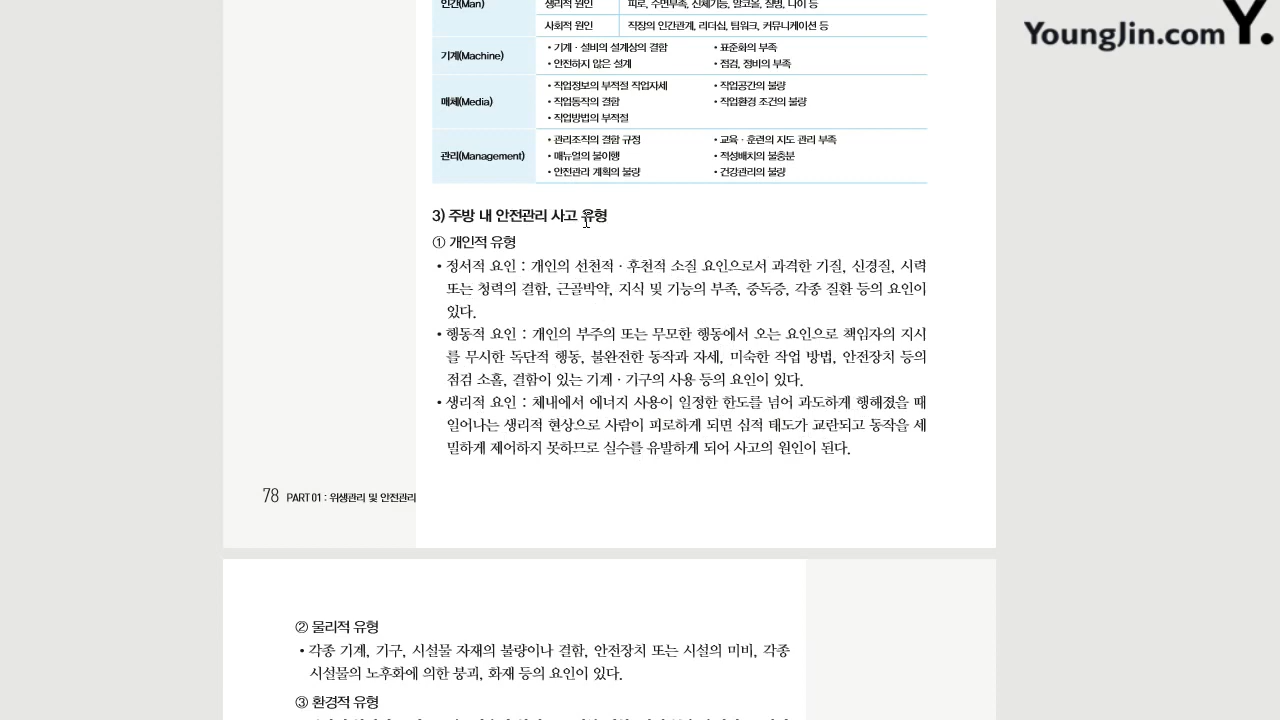 YoungJin.com Y.
인간(Man)
생리적 원인 피로, 수면부족, 신체기능, 알코올, 질병, 나이 등
사회적 원인 직장의 인간관계, 리더십, 팀워크, 커뮤니케이션 등
기계(Machine)
• 기계·설비의 설계상의 결함 • 표준화의 부족
• 안전하지 않은 설계 • 점검, 정비의 부족
매체(Media)
• 작업정보의 부적절 작업자세 • 작업공간의 불량
• 작업동작의 결함 • 작업환경 조건의 불량
• 작업방법의 부적절
관리(Management)
• 관리조직의 결함 규정 • 교육·훈련의 지도 관리 부족
• 매뉴얼의 불이행 • 적성배치의 불충분
• 안전관리 계획의 불량 • 건강관리의 불량
3) 주방 내 안전관리 사고 유형
① 개인적 유형
• 정서적 요인 : 개인의 선천적·후천적 소질 요인으로서 과격한 기질, 신경질, 시력
또는 청력의 결함, 근골박약, 지식 및 기능의 부족, 중독증, 각종 질환 등의 요인이
있다.
• 행동적 요인 : 개인의 부주의 또는 무모한 행동에서 오는 요인으로 책임자의 지시
를 무시한 독단적 행동, 불완전한 동작과 자세, 미숙한 작업 방법, 안전장치 등의
점검 소홀, 결함이 있는 기계·기구의 사용 등의 요인이 있다.
• 생리적 요인 : 체내에서 에너지 사용이 일정한 한도를 넘어 과도하게 행해졌을 때
일어나는 생리적 현상으로 사람이 피로하게 되면 심적 태도가 교란되고 동작을 세
밀하게 제어하지 못하므로 실수를 유발하게 되어 사고의 원인이 된다.
78 PART 01 : 위생관리 및 안전관리
② 물리적 유형
• 각종 기계, 기구, 시설물 자재의 불량이나 결함, 안전장치 또는 시설의 미비, 각종
시설물의 노후화에 의한 붕괴, 화재 등의 요인이 있다.
③ 환경적 유형